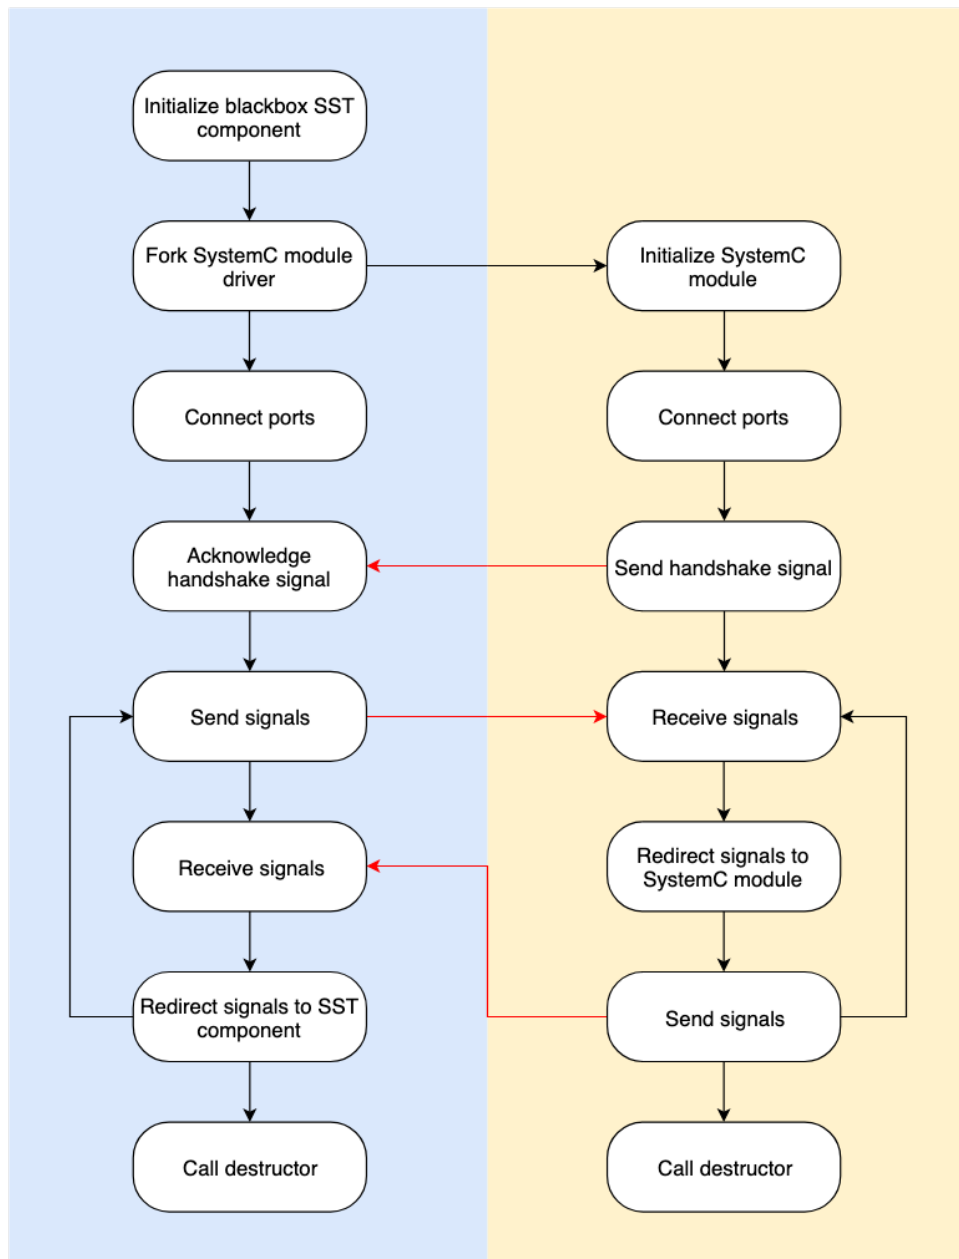 Initialize blackbox SST
component
Fork SystemC module
driver
Initialize SystemC
module
Connect ports
Connect ports
Acknowledge
handshake signal
Send handshake signal
Send signals
Receive signals
Receive signals
Redirect signals to
SystemC module
Redirect signals to SST
component
Send signals
Call destructor
Call destructor